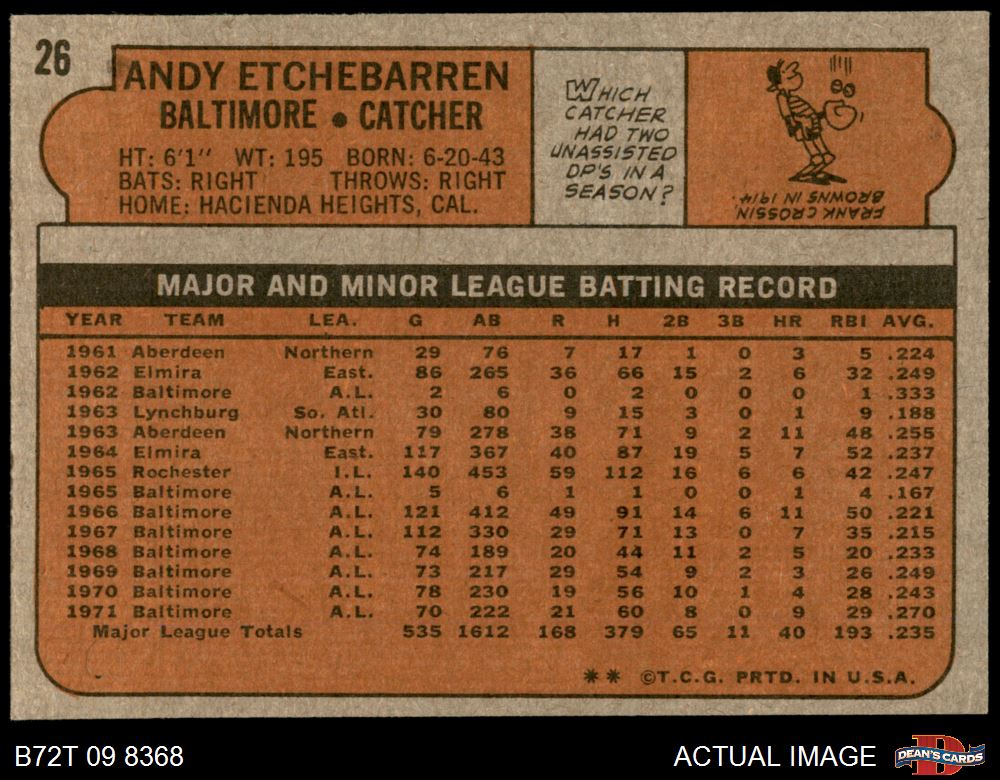 26
ANDY ETCHEBARREN
BALTIMORE • CATCHER
HT: 6'1" WT: 195 BORN: 6-20-43
BATS: RIGHT THROWS: RIGHT
HOME: HACIENDA HEIGHTS, CAL.
WHICH
CATCHER
HAD TWO
UNASSISTED
DP'S IN A
SEASON?
FRANK CROSSIN,
BROWNS IN 1914.
MAJOR AND MINOR LEAGUE BATTING RECORD
YEAR TEAM LEA. G AB R H 2B 3B HR RBI AVG.
1961 Aberdeen Northern 29 76 7 17 1 0 3 5 .224
1962 Elmira East. 86 265 36 66 15 2 6 32 .249
1962 Baltimore A.L. 2 6 0 2 0 0 0 1 .333
1963 Lynchburg So. Atl. 30 80 9 15 3 0 1 9 .188
1963 Aberdeen Northern 79 278 38 71 9 2 11 48 .255
1964 Elmira East. 117 367 40 87 19 5 7 52 .237
1965 Rochester I.L. 140 453 59 112 16 6 6 42 .247
1965 Baltimore A.L. 5 6 1 1 0 0 1 4 .167
1966 Baltimore A.L. 121 412 49 91 14 6 11 50 .221
1967 Baltimore A.L. 112 330 29 71 13 0 7 35 .215
1968 Baltimore A.L. 74 189 20 44 11 2 5 20 .233
1969 Baltimore A.L. 73 217 29 54 9 2 3 26 .249
1970 Baltimore A.L. 78 230 19 56 10 1 4 28 .243
1971 Baltimore A.L. 70 222 21 60 8 0 9 29 .270
Major League Totals 535 1612 168 379 65 11 40 193 .235
** ©T.C.G. PRTD. IN U.S.A.
B72T 09 8368
ACTUAL IMAGE
D
DEAN'S CARDS